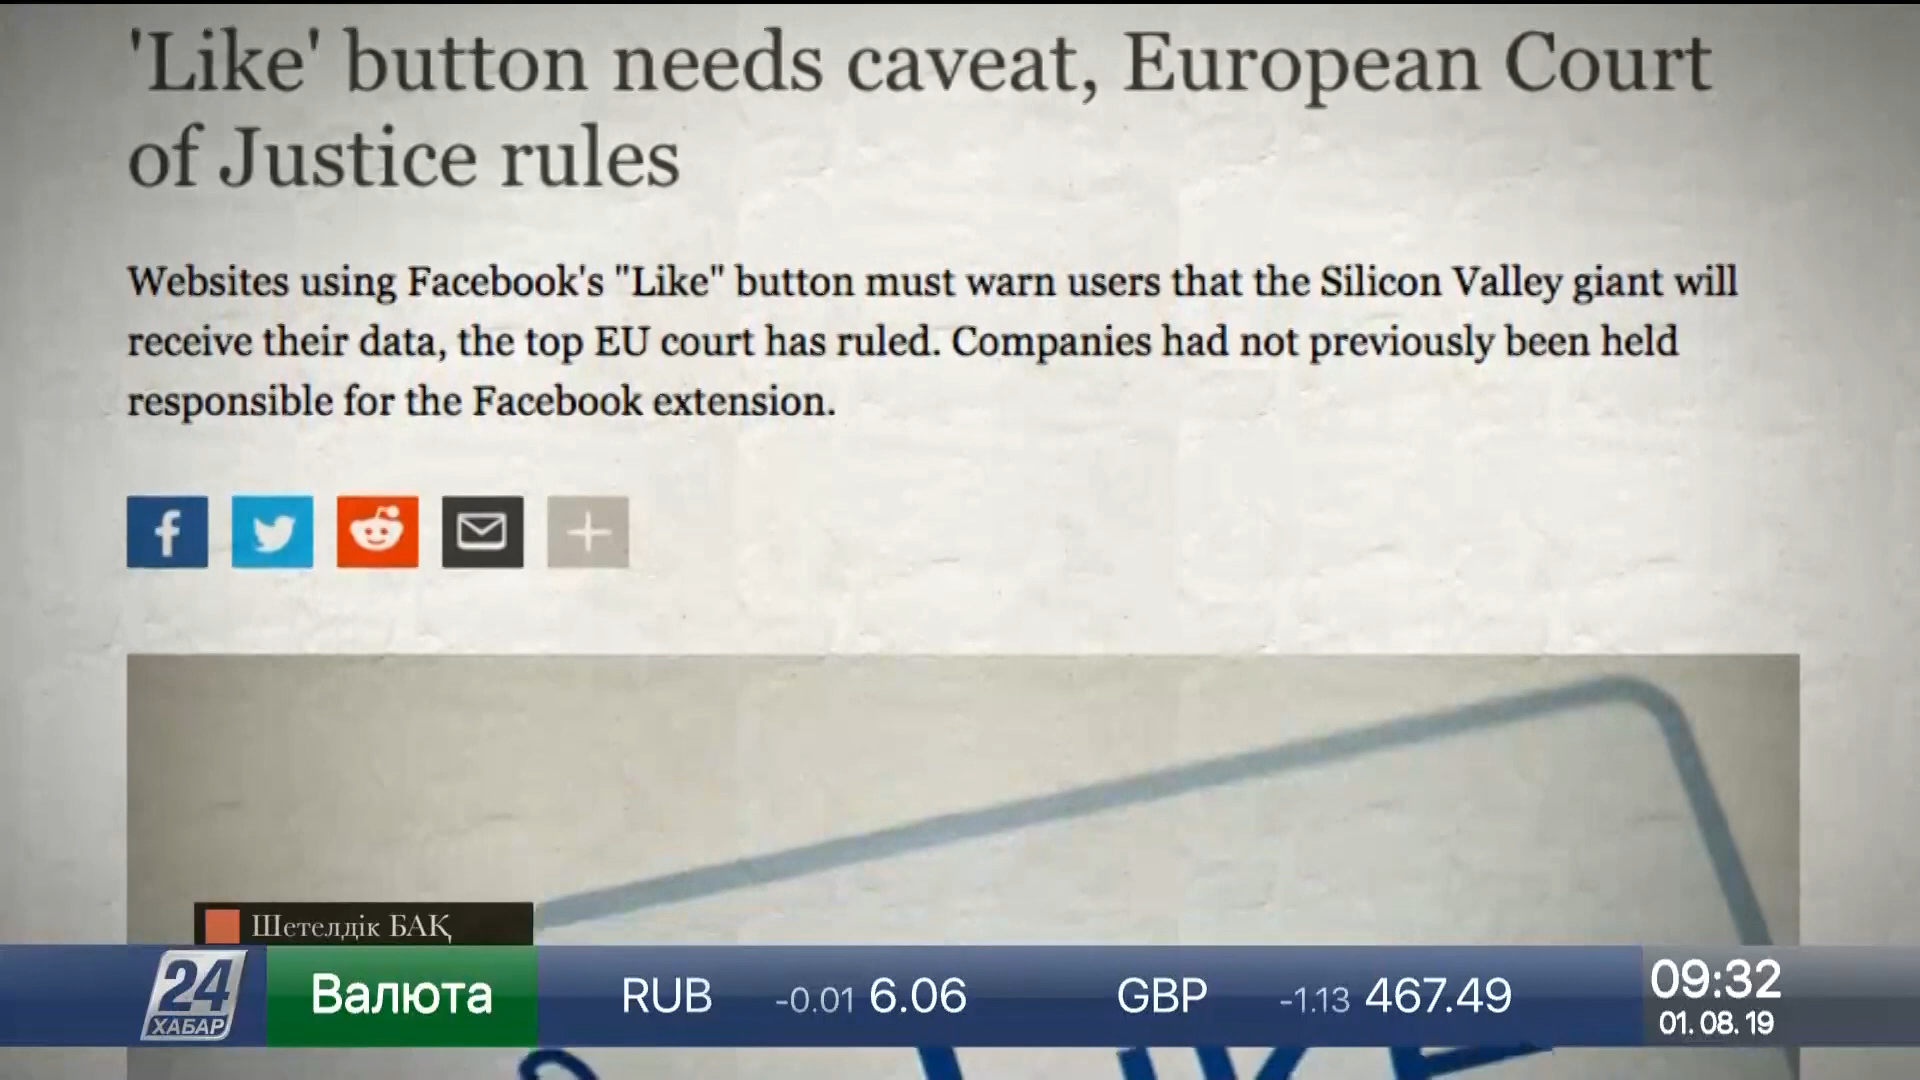 'Like' button needs caveat, European Court
of Justice rules
Websites using Facebook's "Like" button must warn users that the Silicon Valley giant will
receive their data, the top EU court has ruled. Companies had not previously been held
responsible for the Facebook extension.
Шетелдік БАҚ
24
ХАБАР
Валюта
RUB -0.01 6.06 GBP -1.13 467.49
09:32
01. 08. 19